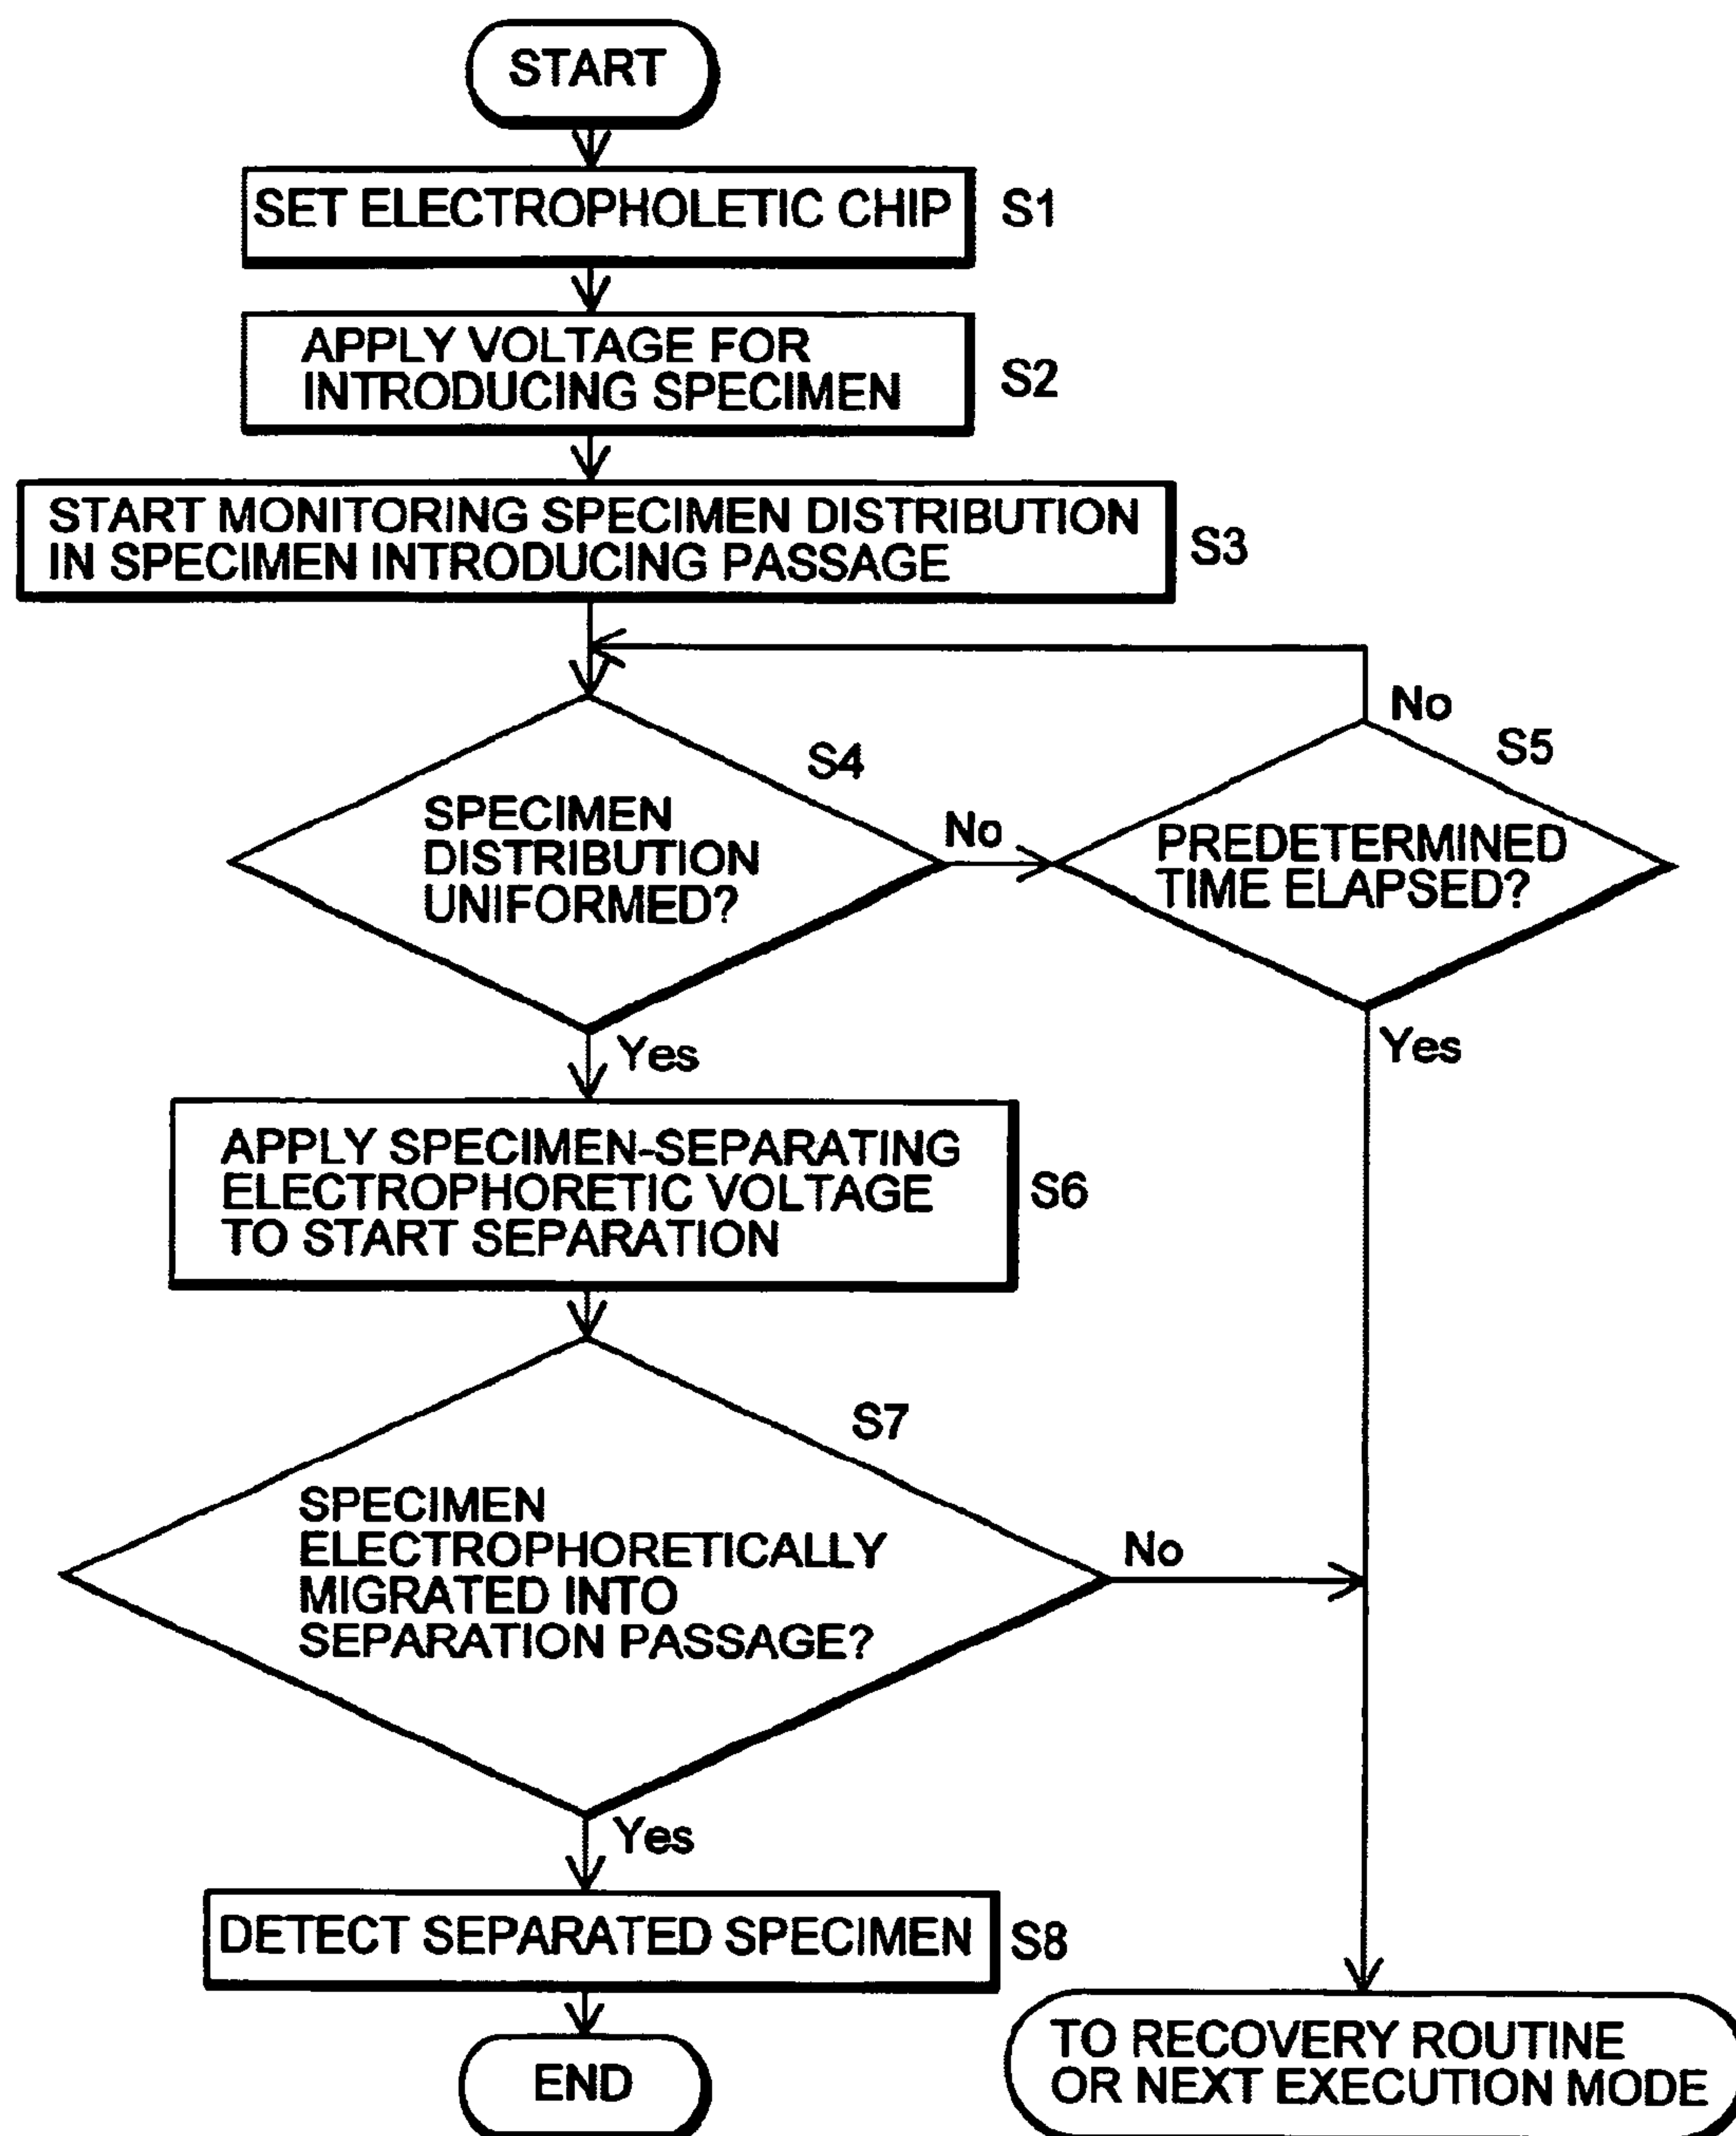 START
SET ELECTROPHOLETIC CHIP
S1
APPLY VOLTAGE FOR
INTRODUCING SPECIMEN
S2
START MONITORING SPECIMEN DISTRIBUTION
IN SPECIMEN INTRODUCING PASSAGE
S3
No
S4
S5
SPECIMEN
DISTRIBUTION
UNIFORMED?
No
PREDETERMINED
TIME ELAPSED?
Yes
Yes
APPLY SPECIMEN-SEPARATING
ELECTROPHORETIC VOLTAGE
TO START SEPARATION
S6
S7
SPECIMEN
ELECTROPHORETICALLY
MIGRATED INTO
SEPARATION PASSAGE?
No
Yes
DETECT SEPARATED SPECIMEN
S8
END
TO RECOVERY ROUTINE
OR NEXT EXECUTION MODE